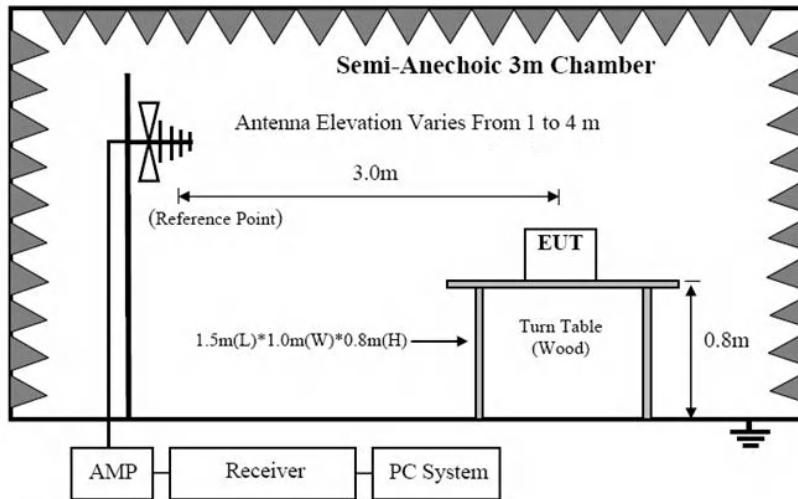 Semi-Anechoic 3m Chamber
Antenna Elevation Varies From 1 to 4 m
3.0m
(Reference Point)
EUT
1.5m(L)*1.0m(W)*0.8m(H)
Turn Table
(Wood)
0.8m
AMP
Receiver
PC System